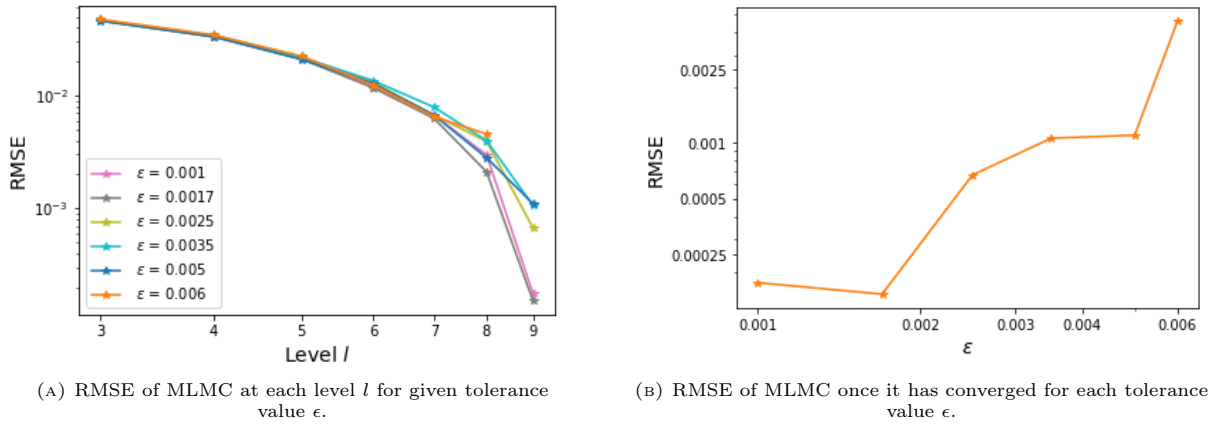 RMSE
10⁻²
10⁻³
ε = 0.001
ε = 0.0017
ε = 0.0025
ε = 0.0035
ε = 0.005
ε = 0.006
3 4 5 6 7 8 9
Level l
(A) RMSE of MLMC at each level l for given tolerance
value ϵ.
RMSE
0.0025
0.001
0.0005
0.00025
0.001 0.002 0.003 0.004 0.006
ε
(B) RMSE of MLMC once it has converged for each tolerance
value ϵ.